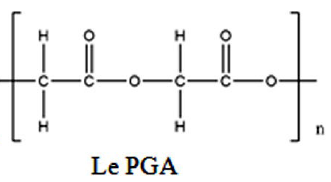 H O H O
C C O C C O
H H
n
Le PGA